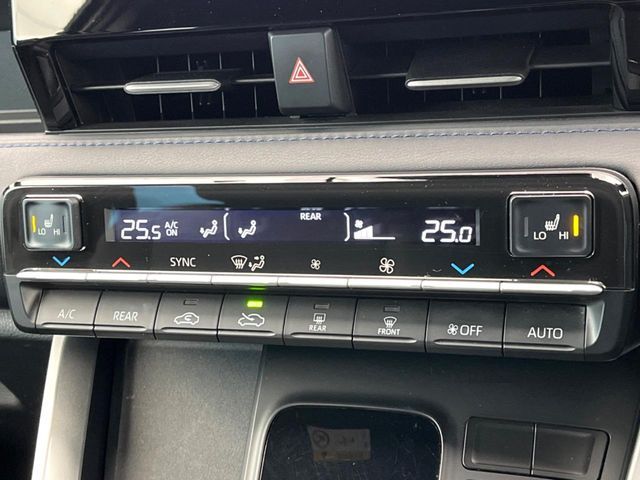 LO HI
25.5 A/C ON REAR 25.0
LO HI
SYNC
A/C REAR REAR FRONT OFF AUTO